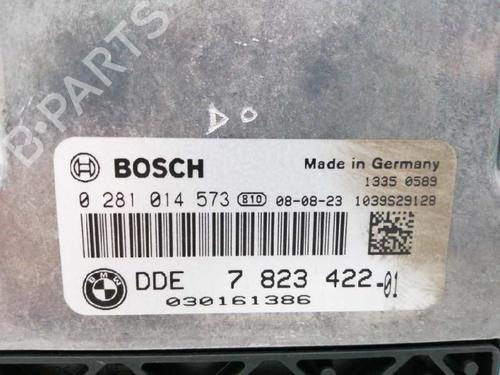 B-PARTS
BOSCH
Made in Germany
1335 0589
0 281 014 573 810 08-08-23 1039S29128
BMW
DDE 7 823 422-01
030161386